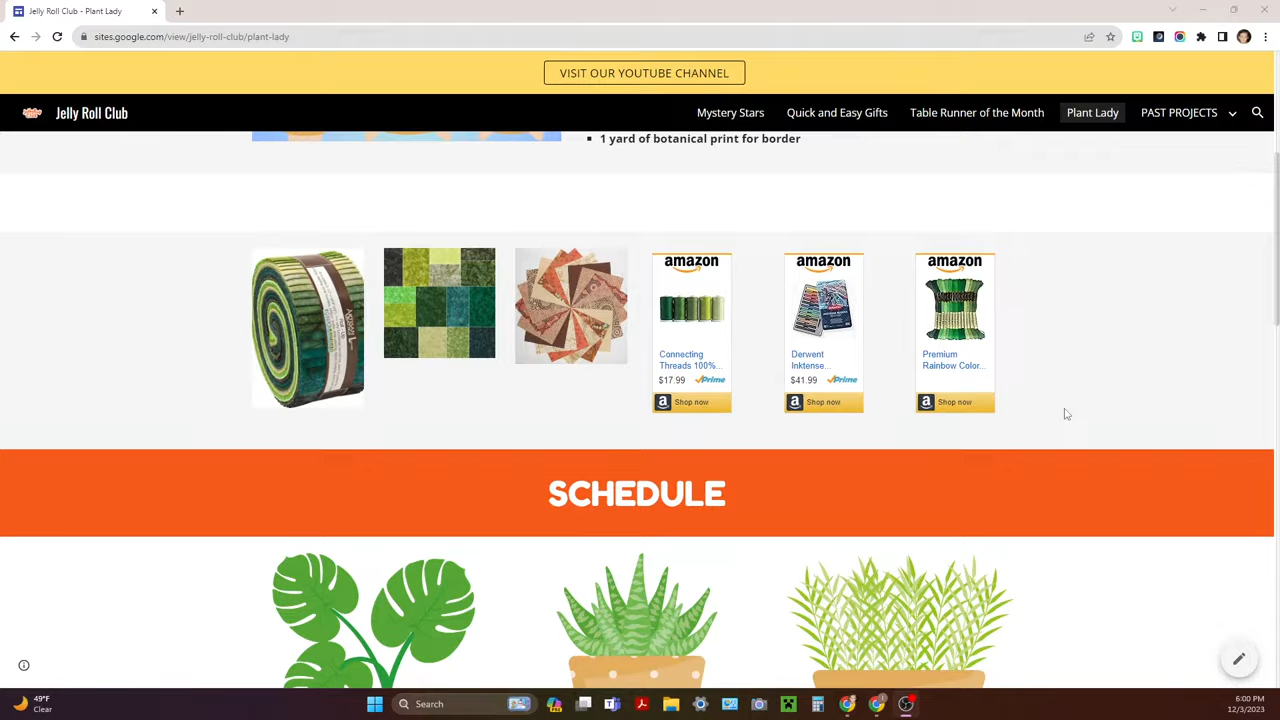 Jelly Roll Club - Plant Lady
sites.google.com/view/jelly-roll-club/plant-lady
VISIT OUR YOUTUBE CHANNEL
Jelly Roll Club
Mystery Stars
Quick and Easy Gifts
Table Runner of the Month
Plant Lady
PAST PROJECTS
▪ 1 yard of botanical print for border
amazon
Connecting
Threads 100%...
$17.99 Prime
Shop now
amazon
Derwent
Inktense...
$41.99 Prime
Shop now
amazon
Premium
Rainbow Color...
Shop now
SCHEDULE
49°F
Clear
Search
6:00 PM
12/3/2023